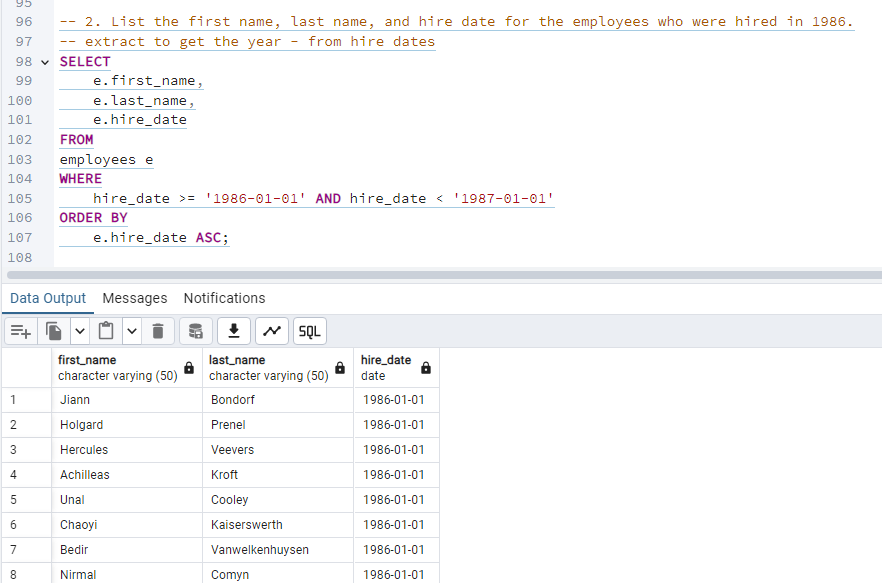 95
96 -- 2. List the first name, last name, and hire date for the employees who were hired in 1986.
97 -- extract to get the year - from hire dates
98 SELECT
99 e.first_name,
100 e.last_name,
101 e.hire_date
102 FROM
103 employees e
104 WHERE
105 hire_date >= '1986-01-01' AND hire_date < '1987-01-01'
106 ORDER BY
107 e.hire_date ASC;
108
Data Output Messages Notifications
SQL
first_name last_name hire_date
character varying (50) character varying (50) date
1 Jiann Bondorf 1986-01-01
2 Holgard Prenel 1986-01-01
3 Hercules Veevers 1986-01-01
4 Achilleas Kroft 1986-01-01
5 Unal Cooley 1986-01-01
6 Chaoyi Kaiserswerth 1986-01-01
7 Bedir Vanwelkenhuysen 1986-01-01
8 Nirmal Comyn 1986-01-01